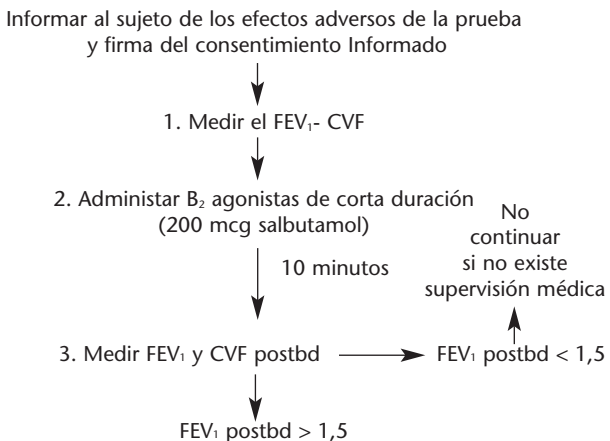 Informar al sujeto de los efectos adversos de la prueba
y firma del consentimiento Informado
1. Medir el FEV₁- CVF
2. Administar B₂ agonistas de corta duración
(200 mcg salbutamol)
10 minutos
No
continuar
si no existe
supervisión médica
3. Medir FEV₁ y CVF postbd
FEV₁ postbd < 1,5
FEV₁ postbd > 1,5